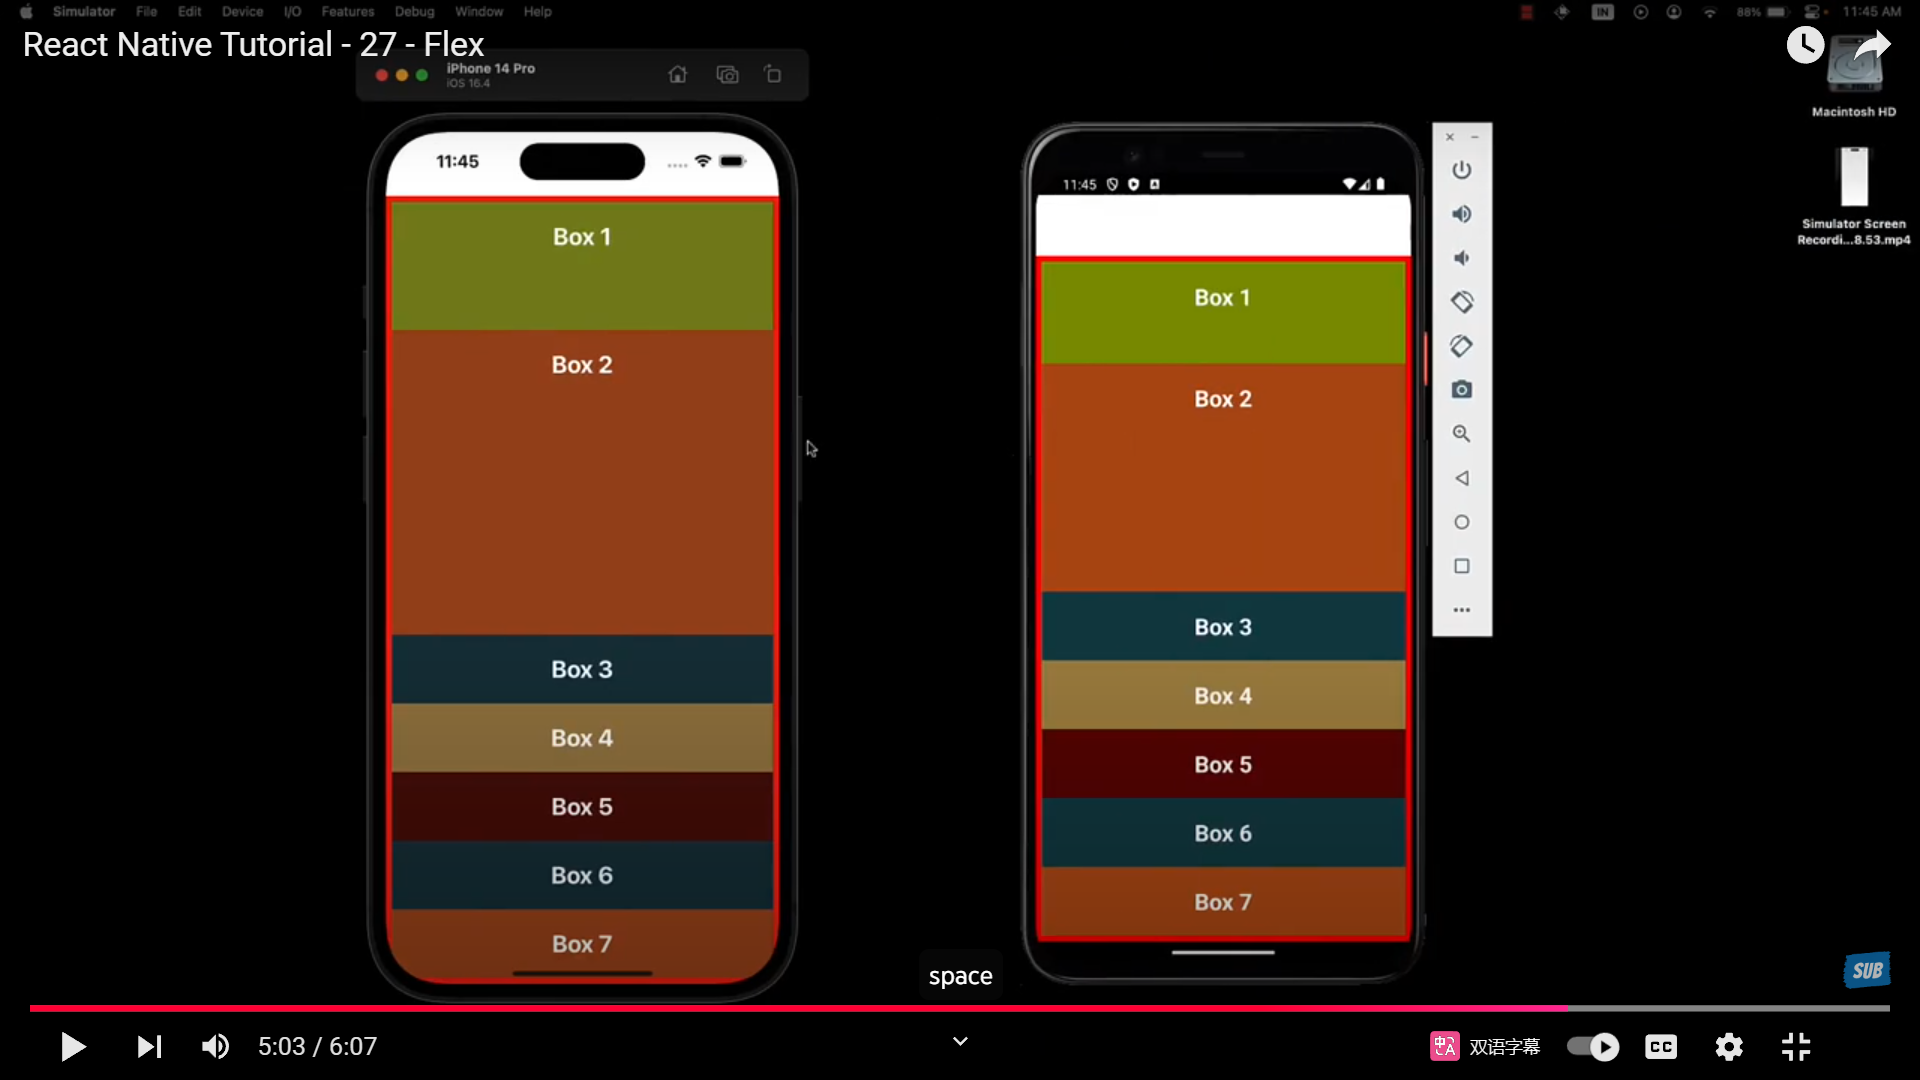 Simulator File Edit Device I/O Features Debug Window Help
IN 88% 11:45 AM
React Native Tutorial - 27 - Flex
iPhone 14 Pro
iOS 16.4
Macintosh HD
Simulator Screen
Recordi...8.53.mp4
11:45
Box 1
Box 2
Box 3
Box 4
Box 5
Box 6
Box 7
11:45
Box 1
Box 2
Box 3
Box 4
Box 5
Box 6
Box 7
space
SUB
5:03 / 6:07
中 A 双语字幕
CC